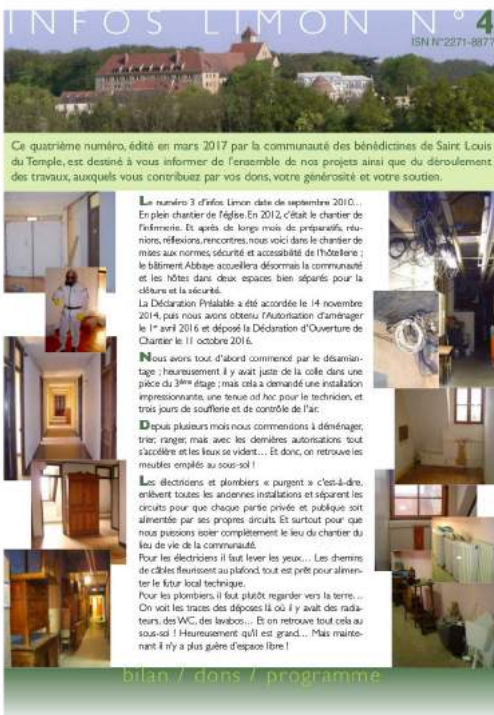 INFOS LIMON N°4
ISN N°2271-8877
Ce quatrième numéro, édité en mars 2017 par la communauté des bénédictines de Saint Louis
du Temple, est destiné à vous informer de l'ensemble de nos projets ainsi que du déroulement
des travaux, auxquels vous contribuez par vos dons, votre générosité et votre soutien.
Le numéro 3 d'infos Limon date de septembre 2010...
En plein chantier de l'église. En 2012, c'était le chantier de
l'infirmerie. Et après de longs mois de préparatifs, réu-
nions, réflexions, rencontres, nous voici dans le chantier de
mises aux normes, sécurité et accessibilité de l'hôtellerie ;
le bâtiment Abbaye accueillera désormais la communauté
et les hôtes dans deux espaces bien séparés pour la
clôture et la sécurité.
La Déclaration Préalable a été accordée le 14 novembre
2014, puis nous avons obtenu l'Autorisation d'aménager
le 1er avril 2016 et déposé la Déclaration d'Ouverture de
Chantier le 11 octobre 2016.
Nous avons tout d'abord commencé par le désamian-
tage ; heureusement il y avait juste de la colle dans une
pièce du 3ème étage ; mais cela a demandé une installation
impressionnante, une tenue ad hoc pour le technicien, et
trois jours de soufflerie et de contrôle de l'air.
Depuis plusieurs mois nous commencions à déménager,
trier, ranger, mais avec les dernières autorisations tout
s'accélère et les lieux se vident... Et donc, on retrouve les
meubles empilés au sous-sol !
Les électriciens et plombiers « purgent » c'est-à-dire,
enlèvent toutes les anciennes installations et séparent les
circuits pour que chaque partie privée et publique soit
alimentée par ses propres circuits. Et surtout pour que
nous puissions isoler complètement le lieu du chantier du
lieu de vie de la communauté.
Pour les électriciens il faut lever les yeux... Les chemins
de câbles fleurissent au plafond, tout est prêt pour alimen-
ter le futur local technique.
Pour les plombiers, il faut plutôt regarder vers la terre...
On voit les traces des déposes là où il y avait des radia-
teurs, des WC, des lavabos... Et on retrouve tout cela au
sous-sol ! Heureusement qu'il est grand... Mais mainte-
nant il n'y a plus guère d'espace libre !
bilan / dons / programme